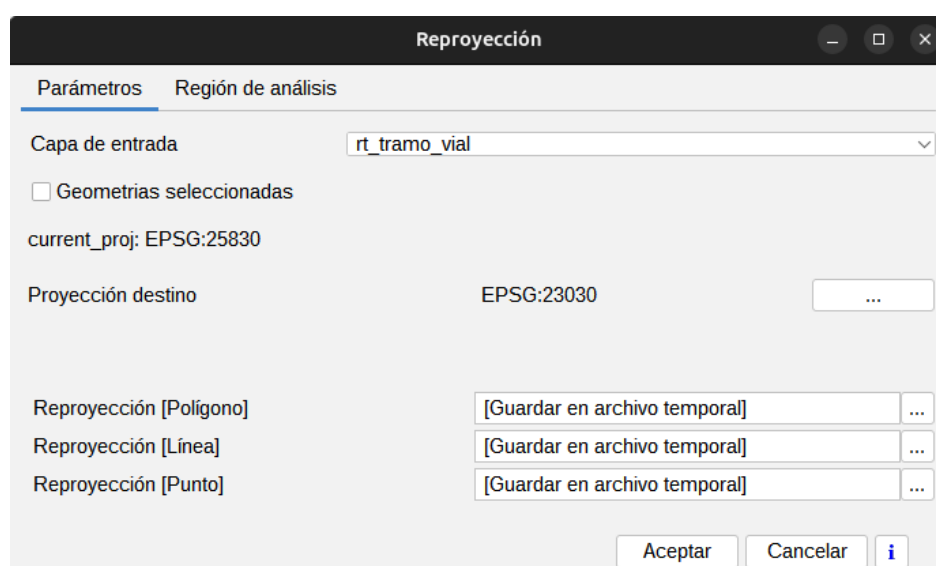 Reproyección
Parámetros Región de análisis
Capa de entrada rt_tramo_vial
Geometrias seleccionadas
current_proj: EPSG:25830
Proyección destino EPSG:23030 ...
Reproyección [Polígono] [Guardar en archivo temporal] ...
Reproyección [Línea] [Guardar en archivo temporal] ...
Reproyección [Punto] [Guardar en archivo temporal] ...
Aceptar Cancelar i